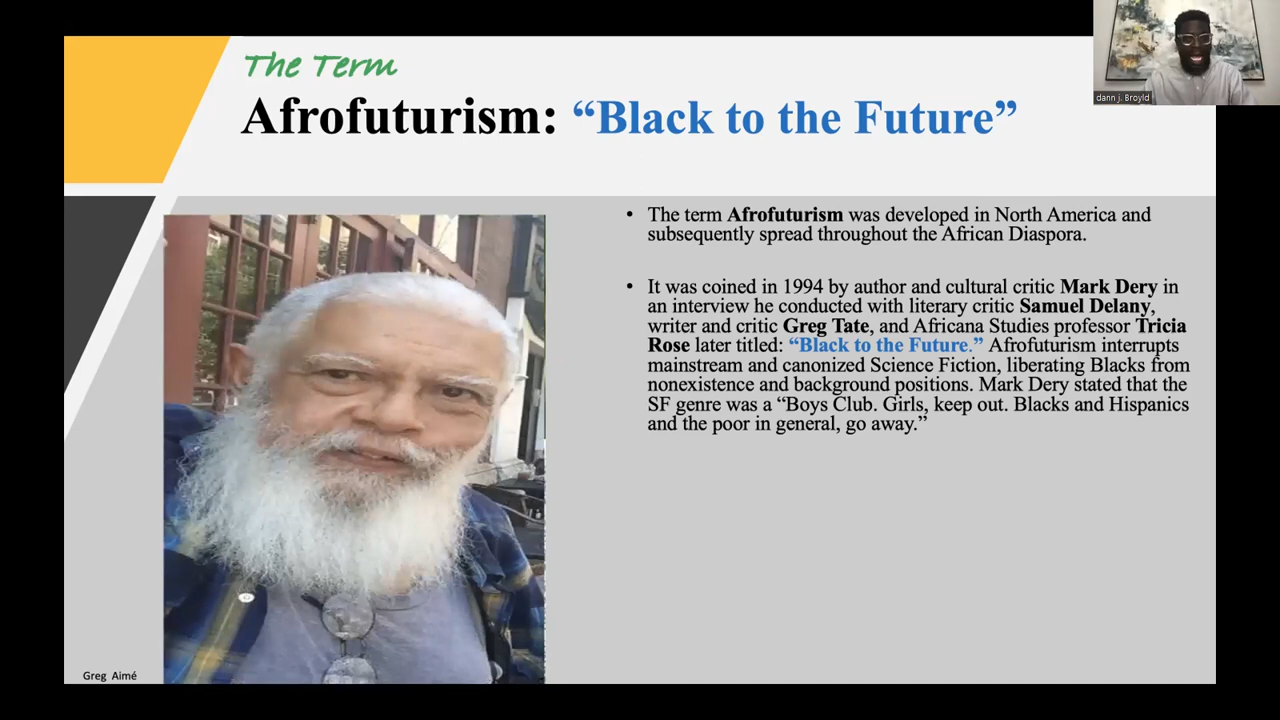 The Term
Afrofuturism: “Black to the Future”
dann j. Broyld
• The term Afrofuturism was developed in North America and
subsequently spread throughout the African Diaspora.
• It was coined in 1994 by author and cultural critic Mark Dery in
an interview he conducted with literary critic Samuel Delany,
writer and critic Greg Tate, and Africana Studies professor Tricia
Rose later titled: “Black to the Future.” Afrofuturism interrupts
mainstream and canonized Science Fiction, liberating Blacks from
nonexistence and background positions. Mark Dery stated that the
SF genre was a “Boys Club. Girls, keep out. Blacks and Hispanics
and the poor in general, go away.”
Greg Aimé